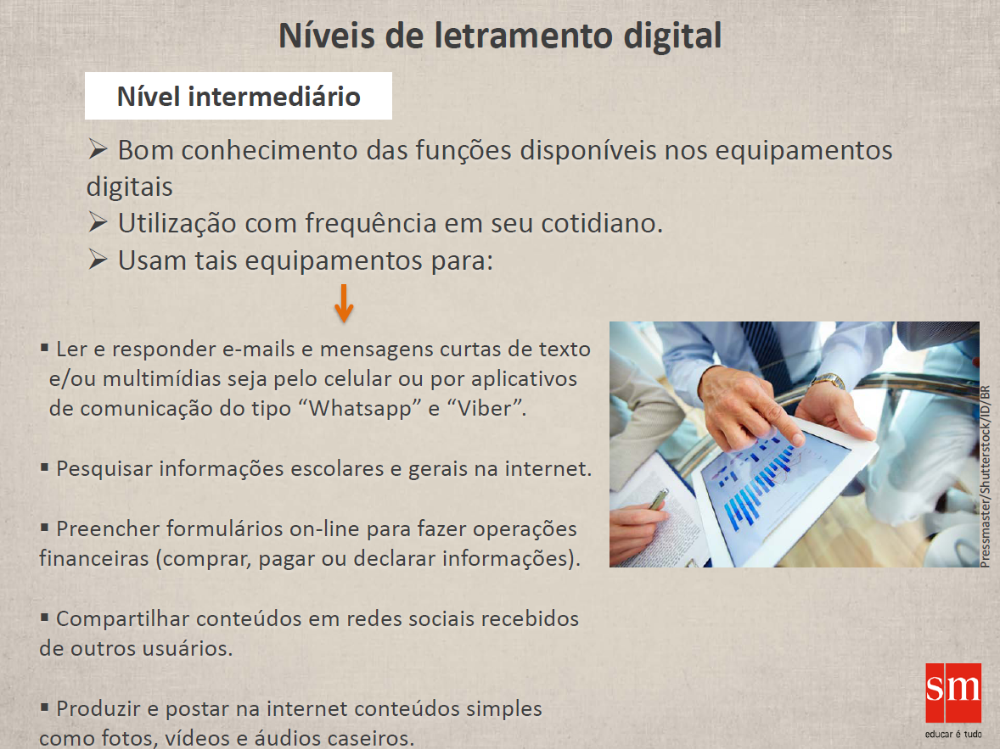 Níveis de letramento digital
Nível intermediário
➢ Bom conhecimento das funções disponíveis nos equipamentos
digitais
➢ Utilização com frequência em seu cotidiano.
➢ Usam tais equipamentos para:
▪ Ler e responder e-mails e mensagens curtas de texto
e/ou multimídias seja pelo celular ou por aplicativos
de comunicação do tipo “Whatsapp” e “Viber”.
▪ Pesquisar informações escolares e gerais na internet.
▪ Preencher formulários on-line para fazer operações
financeiras (comprar, pagar ou declarar informações).
▪ Compartilhar conteúdos em redes sociais recebidos
de outros usuários.
▪ Produzir e postar na internet conteúdos simples
como fotos, vídeos e áudios caseiros.
Pressmaster/Shutterstock/ID/BR
sm
educar é tudo